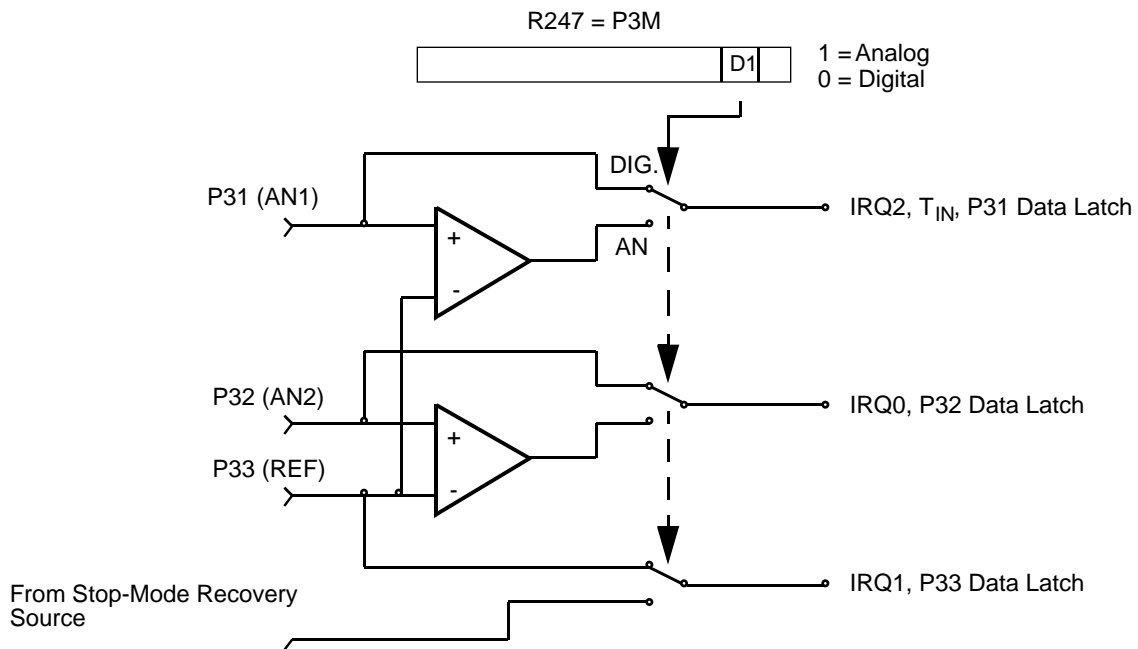 R247 = P3M
D1
1 = Analog
0 = Digital
DIG.
P31 (AN1)
+
IRQ2, TIN, P31 Data Latch
AN
-
P32 (AN2)
+
IRQ0, P32 Data Latch
P33 (REF)
-
From Stop-Mode Recovery
Source
IRQ1, P33 Data Latch